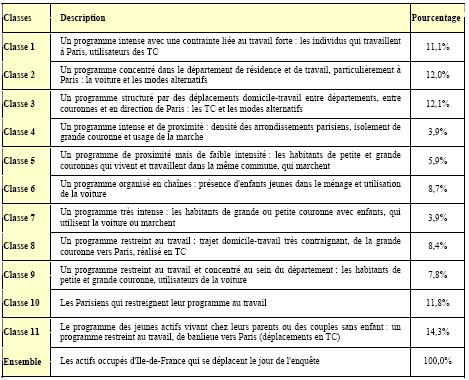 Classes Description Pourcentage
Classe 1 Un programme intense avec une contrainte liée au travail forte : les individus qui travaillent
à Paris, utilisateurs des TC 11,1%
Classe 2 Un programme concentré dans le département de résidence et de travail, particulièrement à
Paris : la voiture et les modes alternatifs 12,0%
Classe 3 Un programme structuré par des déplacements domicile-travail entre départements, entre
couronnes et en direction de Paris : les TC et les modes alternatifs 12,1%
Classe 4 Un programme intense et de proximité : densité des arrondissements parisiens, isolement de
grande couronne et usage de la marche 3,9%
Classe 5 Un programme de proximité mais de faible intensité : les habitants de petite et grande
couronnes qui vivent et travaillent dans la même commune, qui marchent 5,9%
Classe 6 Un programme organisé en chaînes : présence d'enfants jeunes dans le ménage et utilisation
de la voiture 8,7%
Classe 7 Un programme très intense : les habitants de grande ou petite couronne avec enfants, qui
utilisent la voiture ou marchent 3,9%
Classe 8 Un programme restreint au travail : trajet domicile-travail très contraignant, de la grande
couronne vers Paris, réalisé en TC 8,4%
Classe 9 Un programme restreint au travail et concentré au sein du département : les habitants de
petite et grande couronne, utilisateurs de la voiture 7,8%
Classe 10 Les Parisiens qui restreignent leur programme au travail 11,8%
Classe 11 Le programme des jeunes actifs vivant chez leurs parents ou des couples sans enfant : un
programme restreint au travail, de banlieue vers Paris (déplacements en TC) 14,3%
Ensemble Les actifs occupés d'Ile-de-France qui se déplacent le jour de l'enquête 100,0%